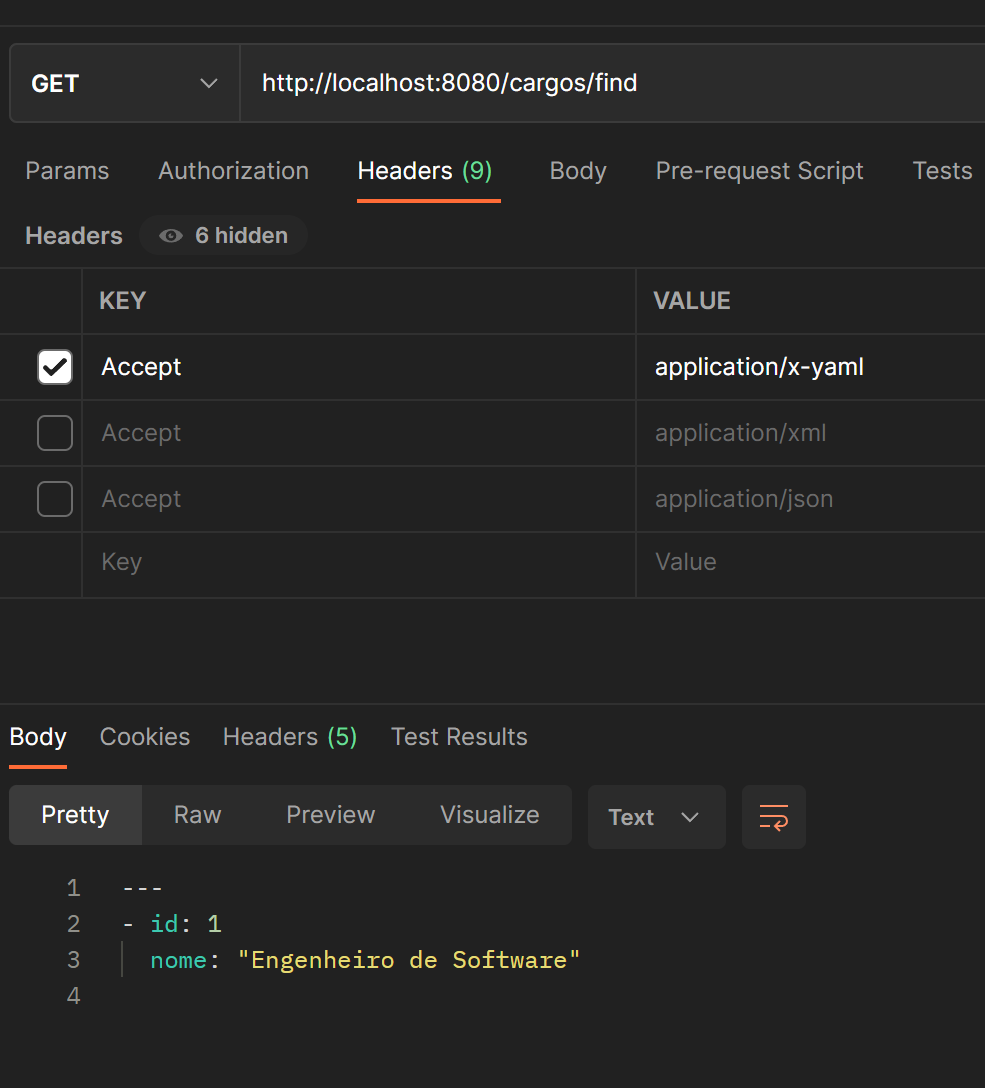 GET http://localhost:8080/cargos/find
Params Authorization Headers (9) Body Pre-request Script Tests
Headers 6 hidden
KEY VALUE
Accept application/x-yaml
Accept application/xml
Accept application/json
Key Value
Body Cookies Headers (5) Test Results
Pretty Raw Preview Visualize Text
1 ---
2 - id: 1
3 nome: "Engenheiro de Software"
4